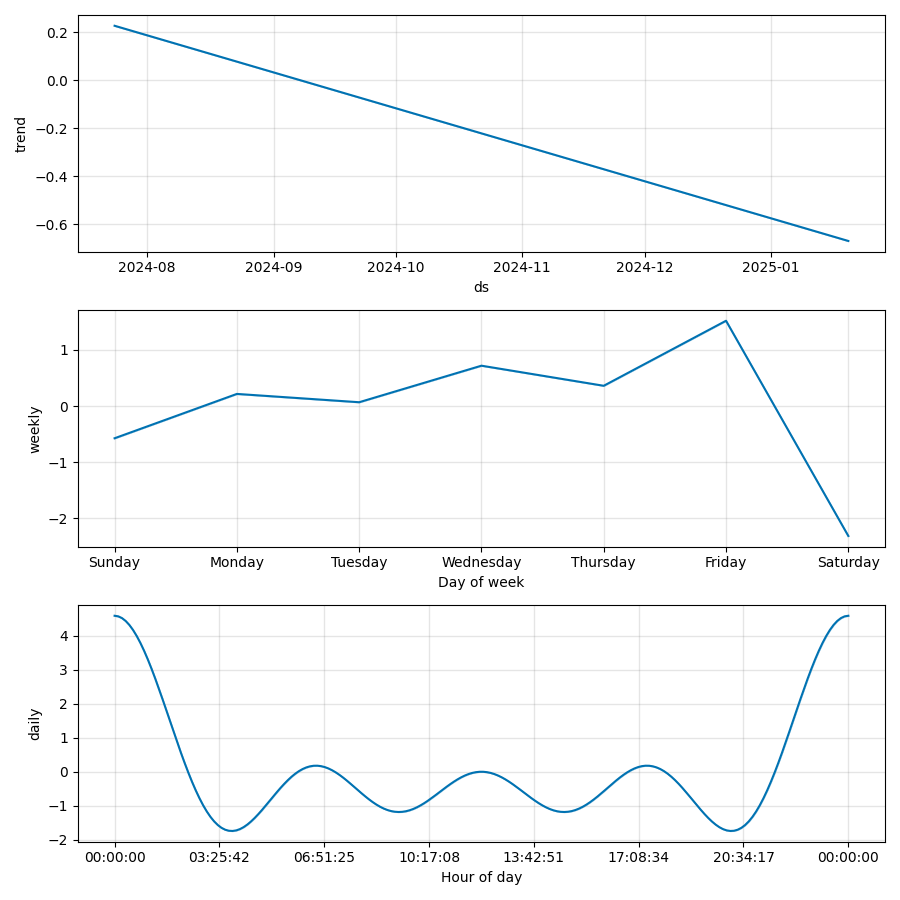 0.2
0.0
−0.2
−0.4
−0.6
trend
2024-08 2024-09 2024-10 2024-11 2024-12 2025-01
ds
1
0
−1
−2
weekly
Sunday Monday Tuesday Wednesday Thursday Friday Saturday
Day of week
4
3
2
1
0
−1
−2
daily
00:00:00 03:25:42 06:51:25 10:17:08 13:42:51 17:08:34 20:34:17 00:00:00
Hour of day